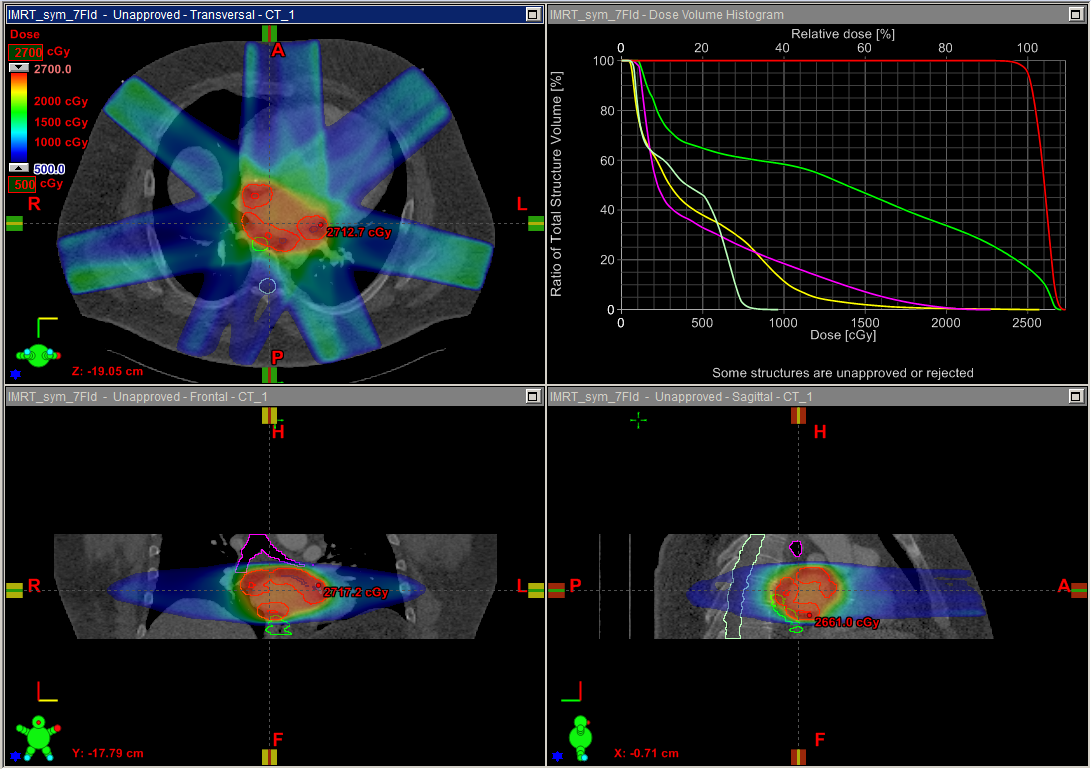 IMRT_sym_7Fld - Unapproved - Transversal - CT_1
Dose
2700 cGy
2700.0
2000 cGy
1500 cGy
1000 cGy
500.0
500 cGy
A
R
L
2712.7 cGy
P
Z: -19.05 cm
IMRT_sym_7Fld - Dose Volume Histogram
Relative dose [%]
0 20 40 60 80 100
Ratio of Total Structure Volume [%]
100
80
60
40
20
0
0 500 1000 1500 2000 2500
Dose [cGy]
Some structures are unapproved or rejected
IMRT_sym_7Fld - Unapproved - Frontal - CT_1
H
R
L
2717.2 cGy
F
Y: -17.79 cm
IMRT_sym_7Fld - Unapproved - Sagittal - CT_1
H
P
A
2661.0 cGy
F
X: -0.71 cm